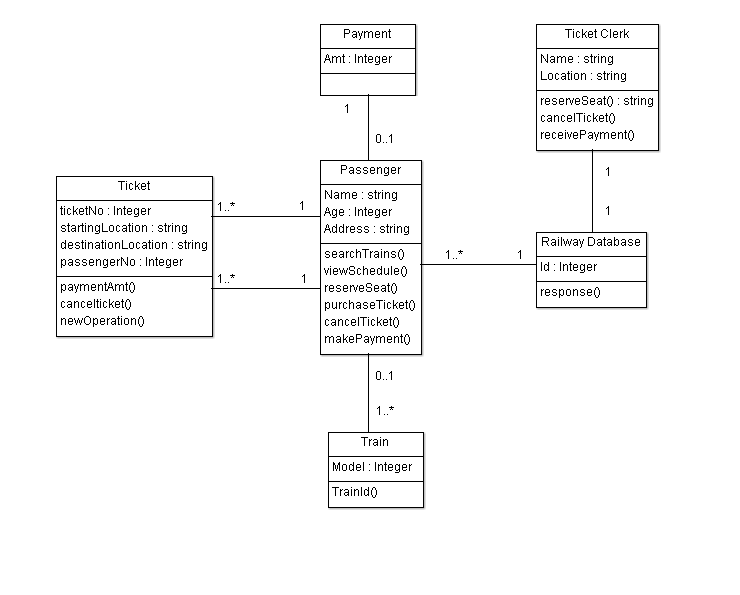 Payment
Amt : Integer
Ticket Clerk
Name : string
Location : string
reserveSeat() : string
cancelTicket()
receivePayment()
1
0..1
1
1
Ticket
ticketNo : Integer
startingLocation : string
destinationLocation : string
passengerNo : Integer
paymentAmt()
cancelticket()
newOperation()
1..*
1
1..*
1
Passenger
Name : string
Age : Integer
Address : string
searchTrains()
viewSchedule()
reserveSeat()
purchaseTicket()
cancelTicket()
makePayment()
1..*
1
Railway Database
Id : Integer
response()
0..1
1..*
Train
Model : Integer
TrainId()